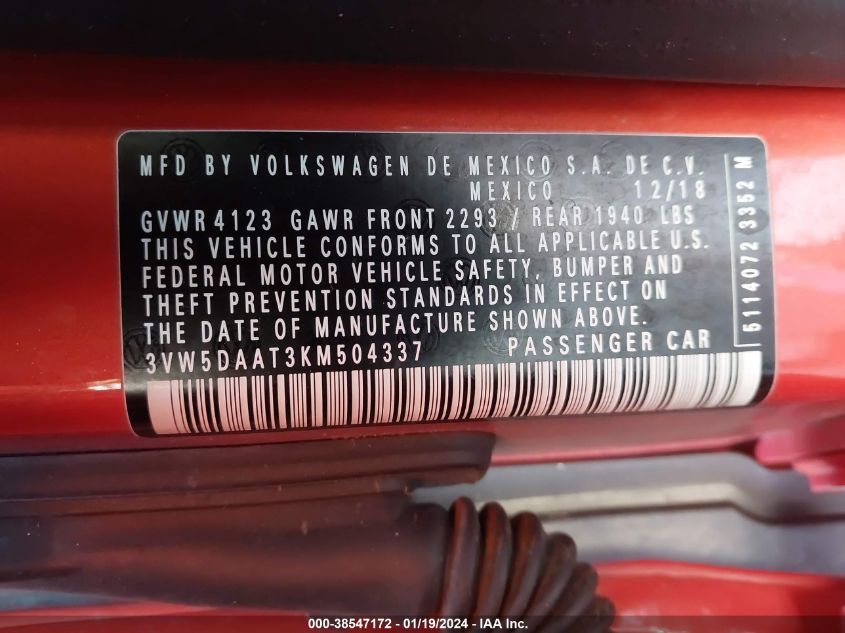 MFD BY VOLKSWAGEN DE MEXICO S.A. DE C.V.
MEXICO 12/18
GVWR 4123 GAWR FRONT 2293 / REAR 1940 LBS
THIS VEHICLE CONFORMS TO ALL APPLICABLE U.S.
FEDERAL MOTOR VEHICLE SAFETY, BUMPER AND
THEFT PREVENTION STANDARDS IN EFFECT ON
THE DATE OF MANUFACTURE SHOWN ABOVE.
3VW5DAAT3KM504337 PASSENGER CAR
5114072 3352 M
000-38547172 - 01/19/2024 - IAA Inc.